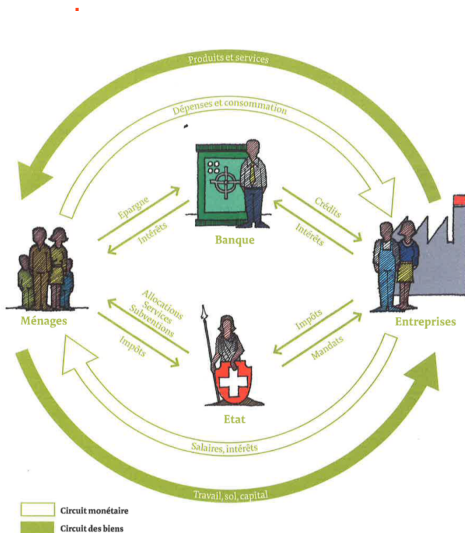 Produits et services
Dépenses et consommation
Epargne
Intérêts
Crédits
Intérêts
Banque
Ménages
Entreprises
Allocations
Services
Subventions
Impôts
Impôts
Mandats
Etat
Salaires, intérêts
Travail, sol, capital
Circuit monétaire
Circuit des biens